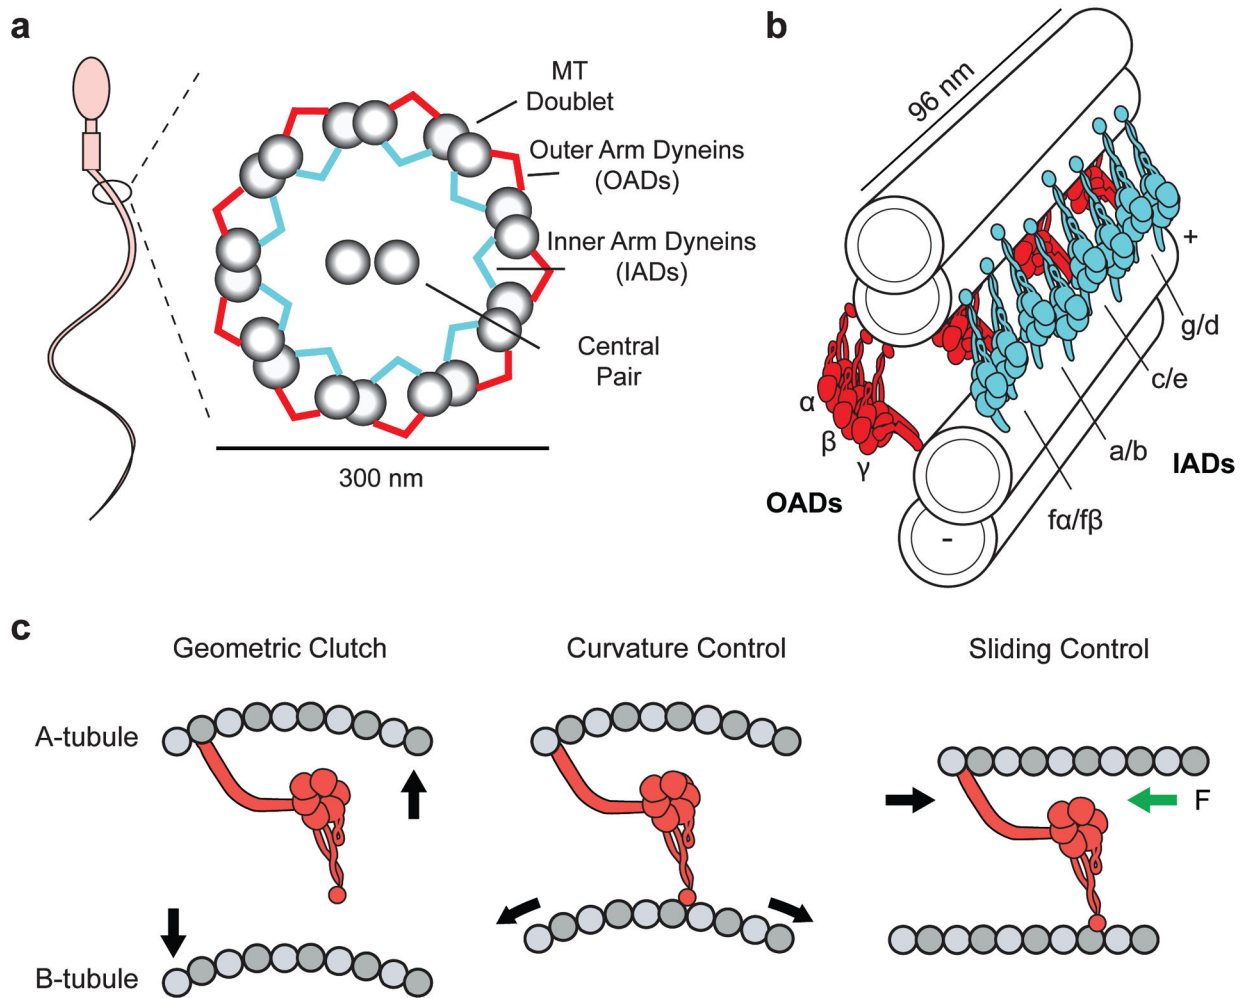 a
MT
Doublet
Outer Arm Dyneins
(OADs)
Inner Arm Dyneins
(IADs)
Central
Pair
300 nm
b
96 nm
+
g/d
c/e
a/b
IADs
fα/fβ
α
β
γ
OADs
-
c
Geometric Clutch
Curvature Control
Sliding Control
A-tubule
F
B-tubule